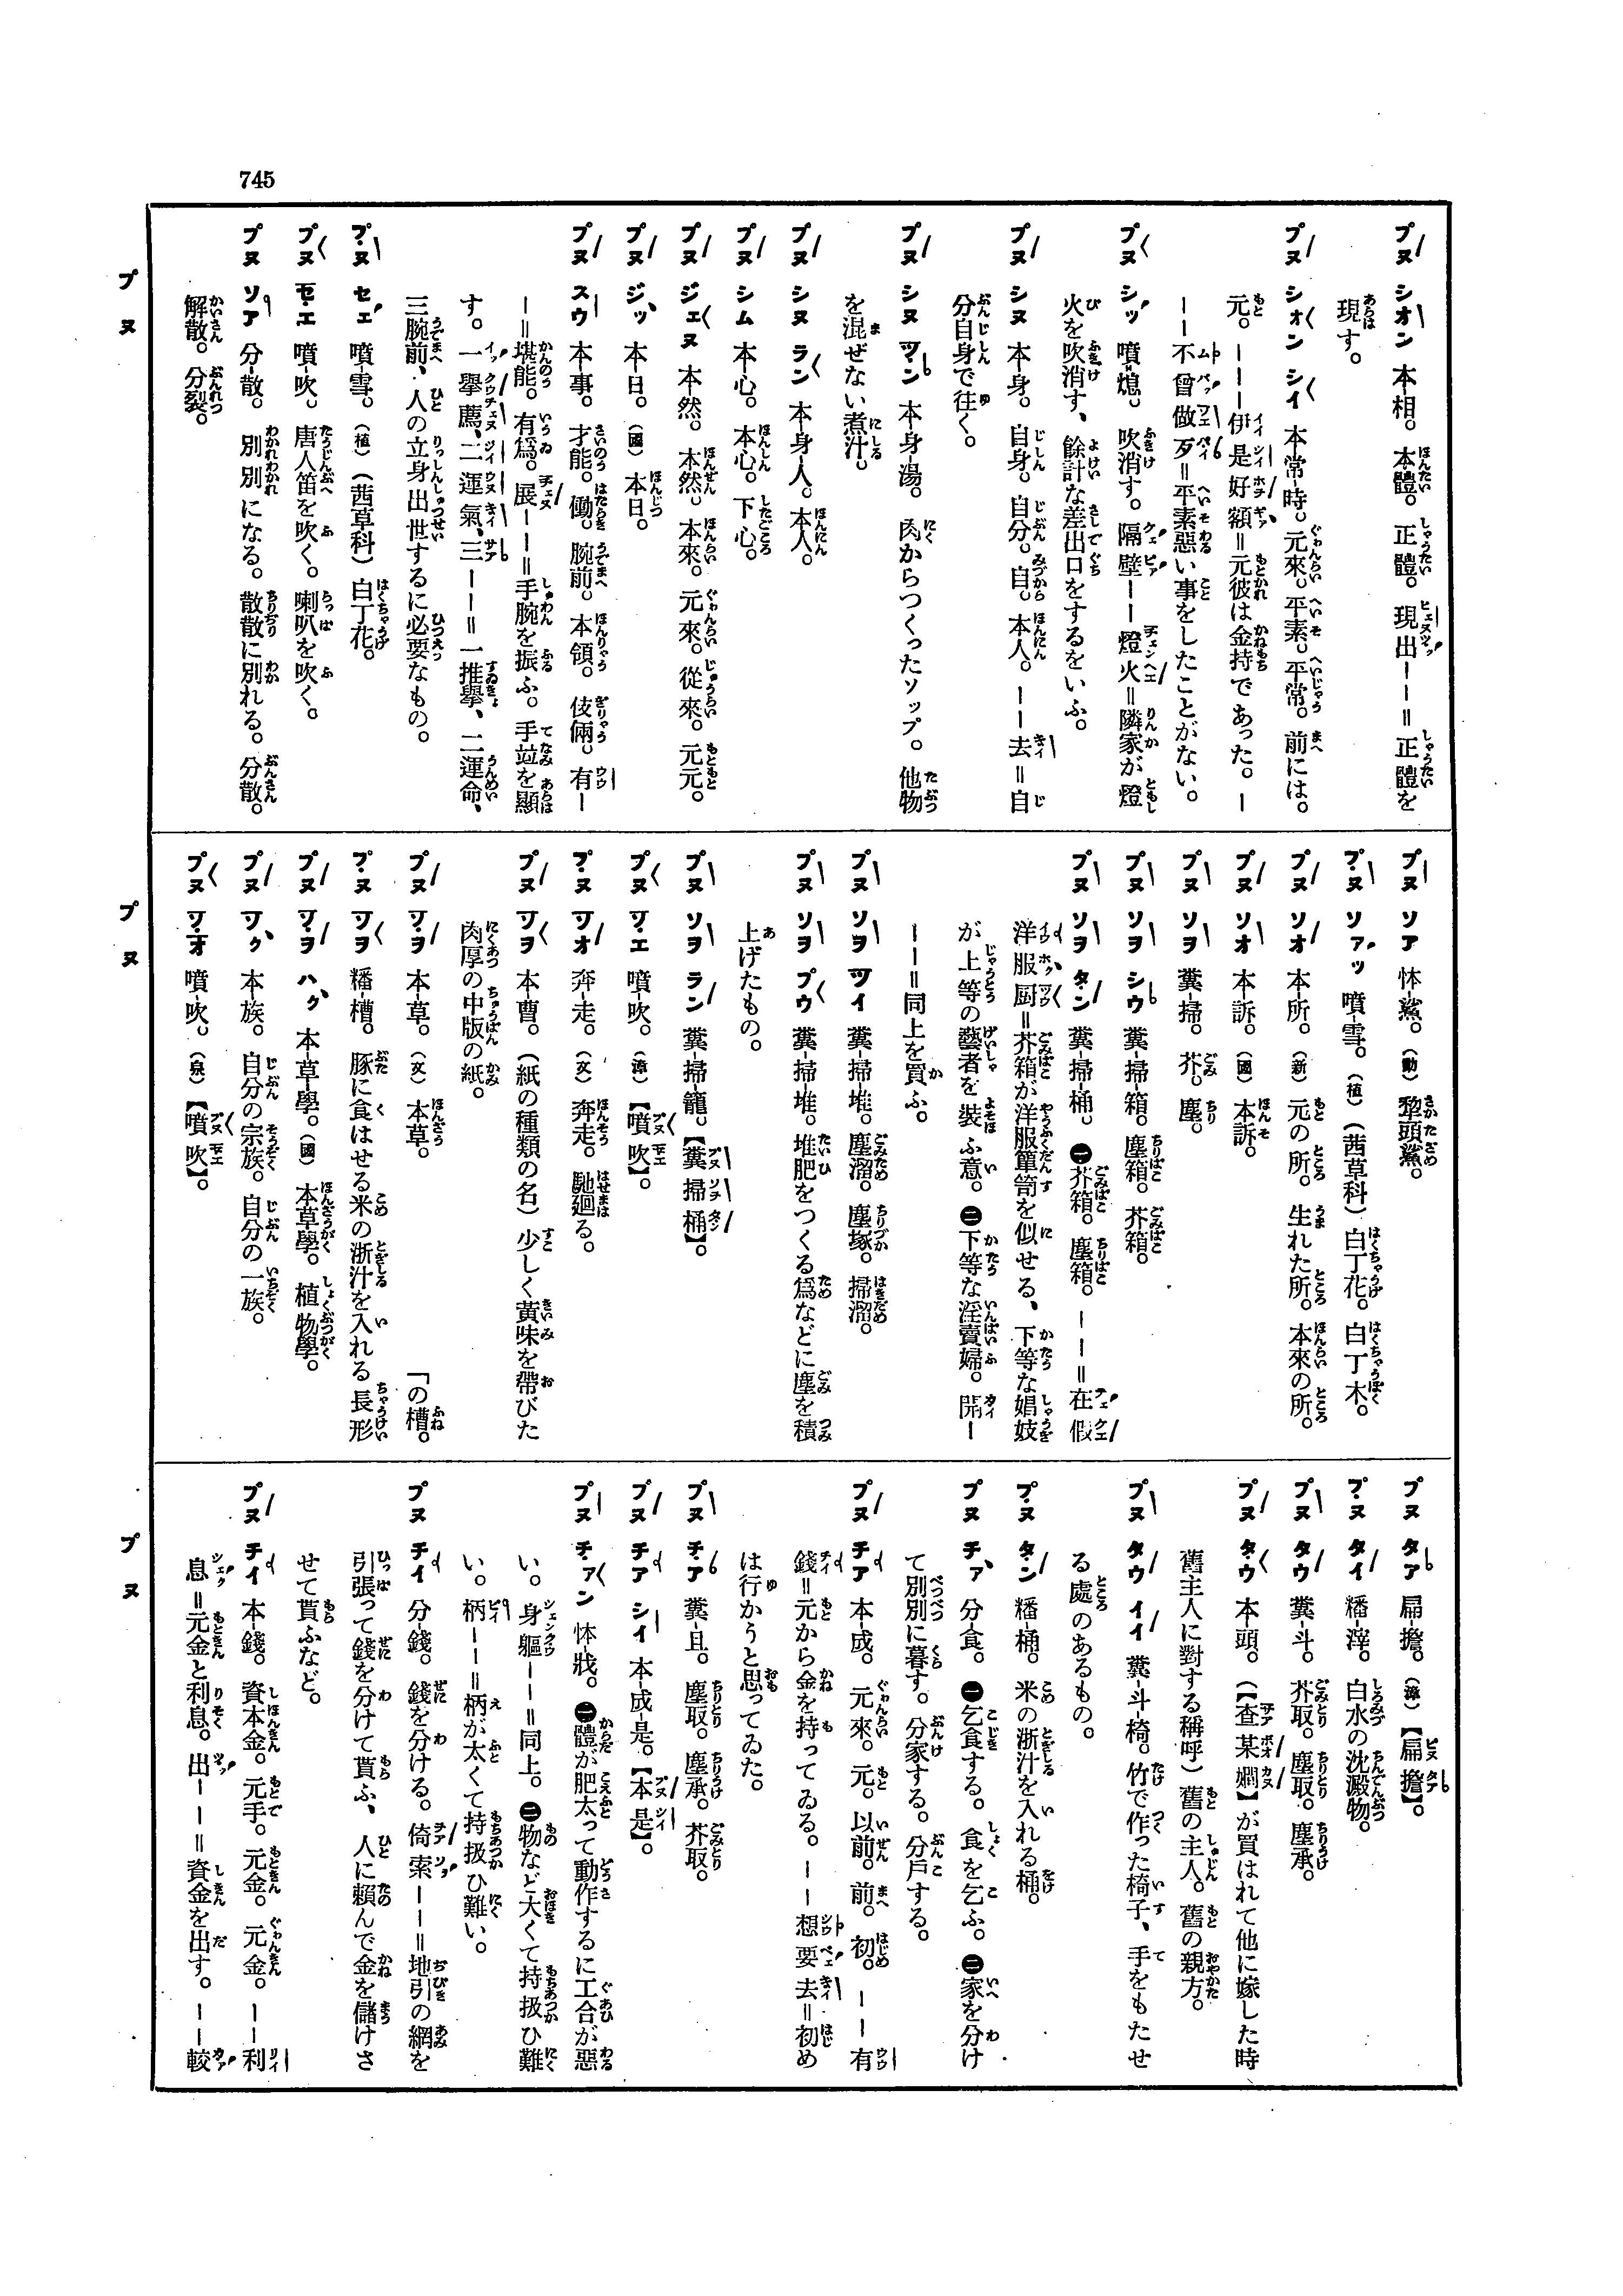 745
プヌ シオン 本-相。本體。正體。現出ーー＝正體を
現す。
プヌ シォン シイ 本-常-時。元來。平素。平常。前には。
元。ーーー伊是好額＝元彼は金持であった。ー
ーー不曾做歹＝平素惡い事をしたことがない。
プヌ シッ 噴-熄。吹消す。隔壁ーー燈火＝隣家が燈
火を吹消す、餘計な差出口をするをいふ。
プヌ シヌ 本-身。自身。自分。自。本人。ーー去＝自
分自身で往く。
プヌ シヌ 本-身-湯。肉からつくったソップ。他物
を混ぜない煮汁。
プヌ シヌ ラン 本-身-人。本人。
プヌ シム 本-心。本心。下心。
プヌ ジェヌ 本-然。本然。本來。元來。從來。元元。
プヌ ジッ 本-日。（國）本日。
プヌ スウ 本-事。才能。働。腕前。本領。伎倆。有ー
ー＝堪能。有爲。展ーー＝手腕を振ふ。手竝を顯
す。一擧薦、二運氣、三ーー＝一推擧、二運命、
三腕前、人の立身出世するに必要なもの。
プヌ セェ 噴-雪。（植）（茜草科）白丁花。
プヌ 噴-吹。唐人笛を吹く。喇叭を吹く。
プヌ ソア 分-散。別別になる。散散に別れる。分散。
解散。分裂。
プヌ ソア 𩸀鯊。（動）犂頭鯊。
プヌ ソァッ 噴-雪。（植）（茜草科）白丁花。白丁木。
プヌ ソオ 本-所。（新）元の所。生れた所。本來の所。
プヌ ソオ 本-訴。（國）本訴。
プヌ ソヲ 糞-掃。芥。塵。
プヌ ソヲ シウ 糞-掃-箱。塵箱。芥箱。
プヌ ソヲ タン 糞-掃-桶。㊀芥箱。塵箱。ーーー＝在假
洋服厨＝芥箱が洋服簞笥を似せる、下等な娼妓
が上等の藝者を裝ふ意。㊁下等な淫賣婦。開ー
ーー＝同上を買ふ。
プヌ ソヲ 糞-掃-堆。塵溜。塵塚。掃溜。
プヌ ソヲ プウ 糞-掃-堆。堆肥をつくる爲などに塵を積
上げたもの。
プヌ ソヲ ラン 糞-掃-籠。【糞掃桶】。
プヌ 噴-吹。（漳）【噴吹】。
プヌ 奔-走。（文）奔走。馳廻る。
プヌ 本-曹。（紙の種類の名）少しく黃味を帶びた
肉厚の中版の紙。
プヌ 本-草。（文）本草。
プヌ 糒-槽。豚に食はせる米の淅汁を入れる長形
「の槽。
プヌ ハク 本-草-學。（國）本草學。植物學。
プヌ 本-族。自分の宗族。自分の一族。
プヌ 噴-吹。（泉）【噴吹】。
プヌ タア 扁-擔。（漳）【扁擔】。
プヌ タイ 潘-滓。白水の沈澱物。
プヌ タウ 糞-斗。芥取。塵取。塵承。
プヌ タウ 本-頭。（【査某嫺】が買はれて他に嫁した時
舊主人に對する稱呼）舊の主人。舊の親方。
プヌ タウ イイ 糞-斗-椅。竹で作った椅子、手をもたせ
る處のあるもの。
プヌ タン 潘-桶。米の淅汁を入れる桶。
プヌ チァ 分-食。㊀乞食する。食を乞ふ。㊁家を分け
て別別に暮す。分家する。分戶する。
プヌ チア 本-成。元來。元。以前。前。初。ーー有
錢＝元から金を持ってゐる。ーー想要去＝初め
は行かうと思ってゐた。
プヌ チア 糞-且。塵取。塵承。芥取。
プヌ チア シイ 本-成-是。【本是】。
プヌ チァン 体-戕。㊀體が肥太って動作するに工合が惡
い。身軀ーー＝同上。㊁物など大くて持扱ひ難
い。柄ーー＝柄が太くて持扱ひ難い。
プヌ チイ 分-錢。錢を分ける。倚索ーー＝地引の網を
引張って錢を分けて貰ふ、人に賴んで金を儲けさ
せて貰ふなど。
プヌ チイ 本-錢。資本金。元手。元金。元金。ーー利
息＝元金と利息。出ーー＝資金を出す。ーー較
プ ヌ
プ ヌ
プ ヌ